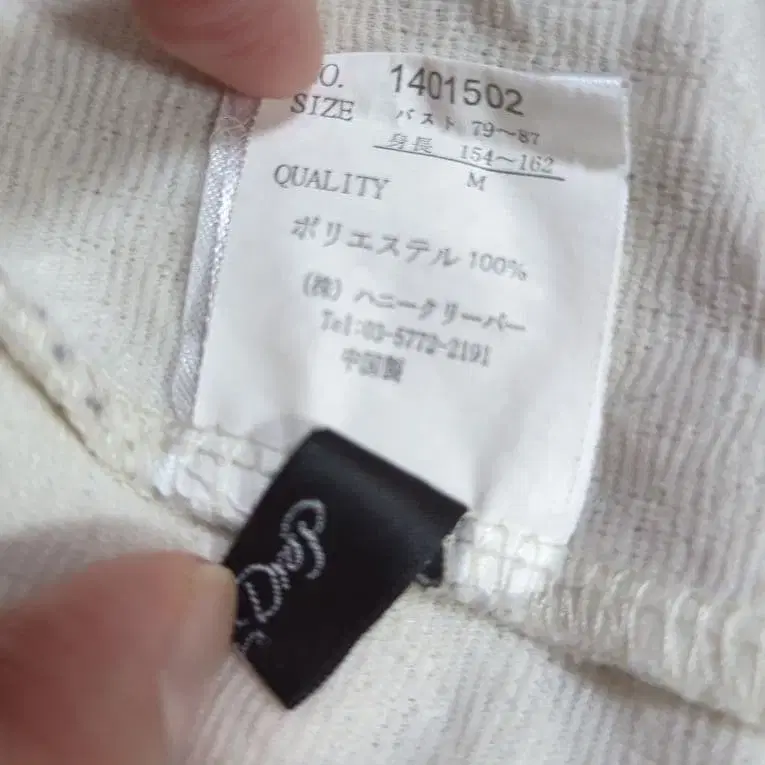 O. 1401502
SIZE バスト 79～87
身長 154～162
QUALITY M
ポリエステル 100%
(株) ハニークリーパー
Tel:03-5772-2191
中国製